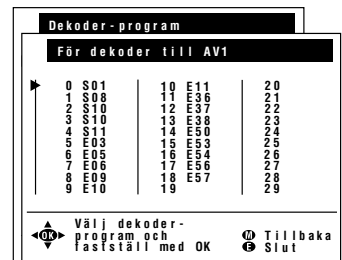 Dekoder-program
För dekoder till AV1
0 S01 10 E11 20
1 S08 11 E36 21
2 S10 12 E37 22
3 S10 13 E38 23
4 S11 14 E50 24
5 E03 15 E53 25
6 E05 16 E54 26
7 E06 17 E56 27
8 E09 18 E57 28
9 E10 19 29
Välj dekoder-
OK program och M Tillbaka
fastställ med OK E Slut